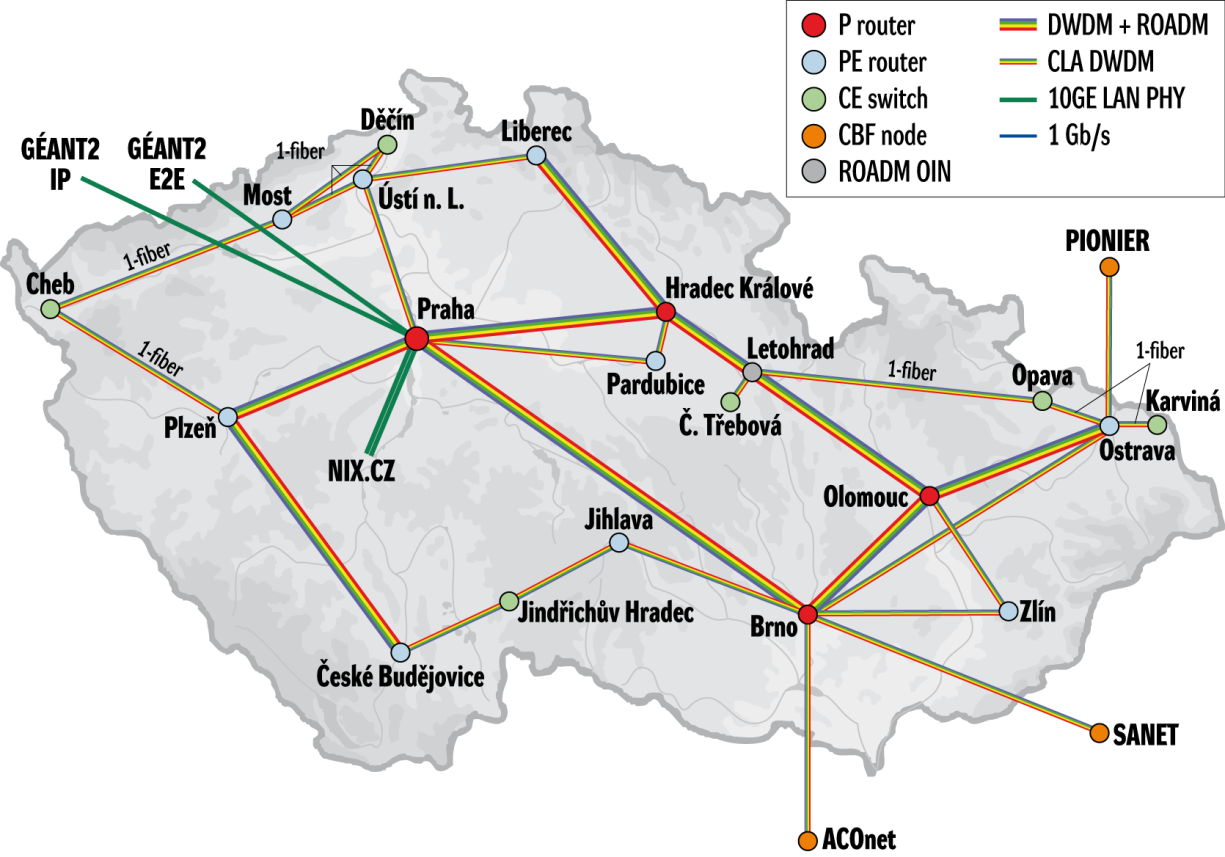 P router
PE router
CE switch
CBF node
ROADM OIN
DWDM + ROADM
CLA DWDM
10GE LAN PHY
1 Gb/s
GÉANT2
IP
GÉANT2
E2E
Děčín
1-fiber
Liberec
Most
Ústí n. L.
1-fiber
Cheb
PIONIER
Hradec Králové
Praha
1-fiber
Letohrad
1-fiber
1-fiber
Pardubice
Opava
Karviná
Č. Třebová
Plzeň
Ostrava
NIX.CZ
Olomouc
Jihlava
Jindřichův Hradec
Brno
Zlín
České Budějovice
SANET
ACOnet